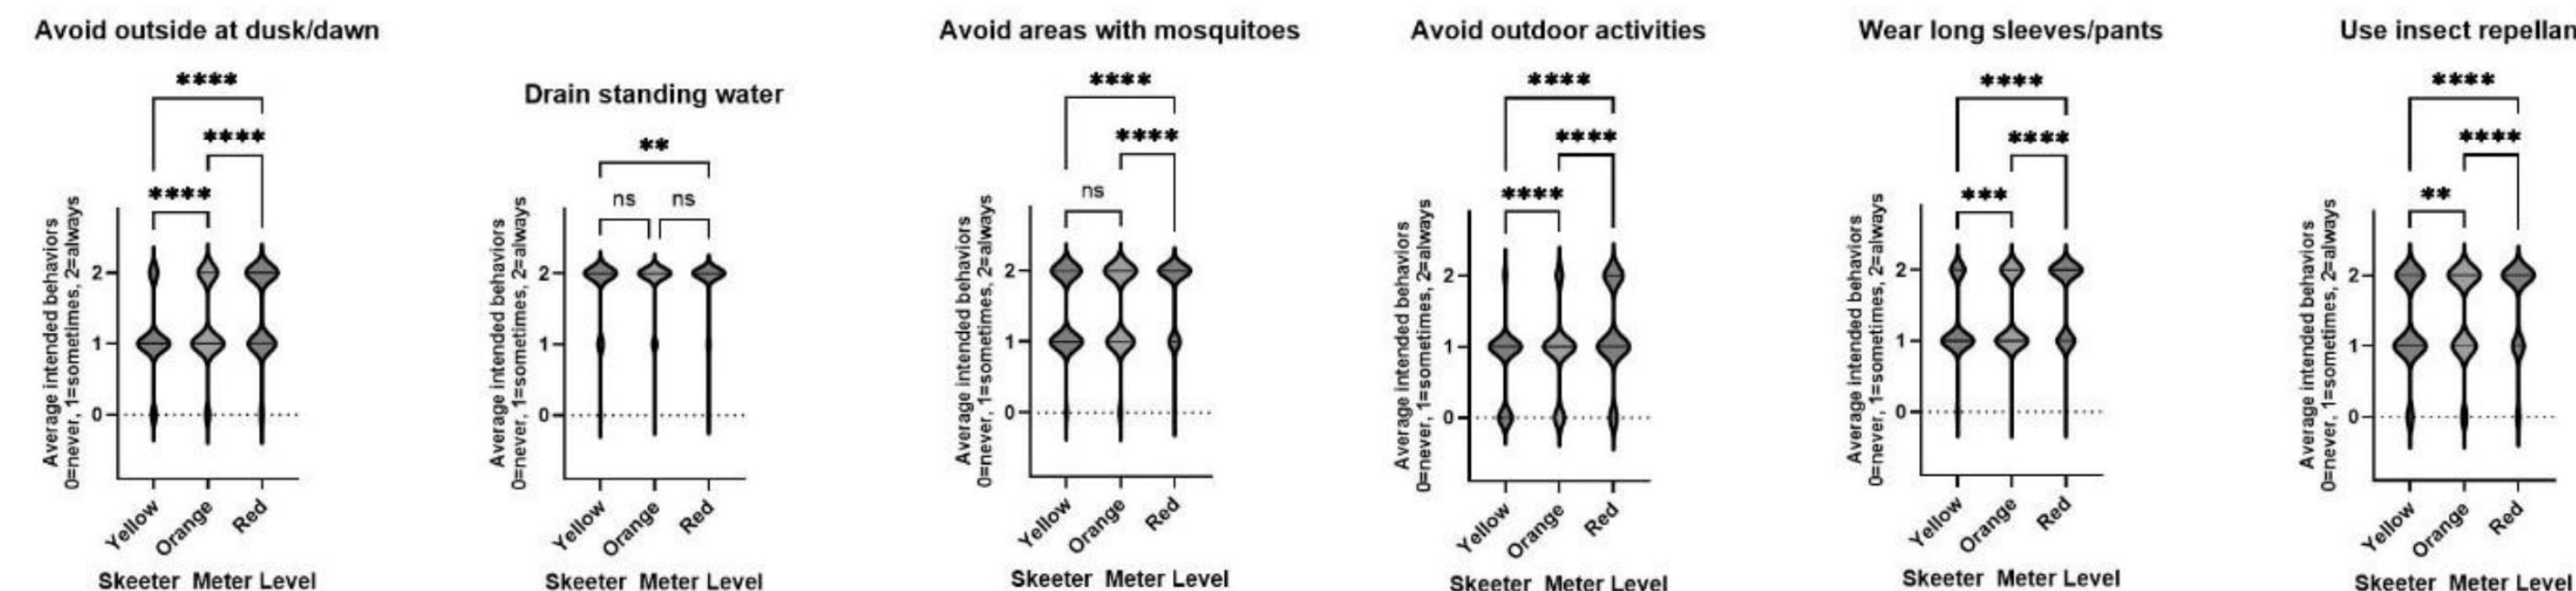 Avoid outside at dusk/dawn
****
****
****
Average intended behaviors
0=never, 1=sometimes, 2=always
2
1
0
Yellow
Orange
Red
Skeeter Meter Level
Drain standing water
**
ns
ns
Average intended behaviors
0=never, 1=sometimes, 2=always
2
1
0
Yellow
Orange
Red
Skeeter Meter Level
Avoid areas with mosquitoes
****
****
ns
Average intended behaviors
0=never, 1=sometimes, 2=always
2
1
0
Yellow
Orange
Red
Skeeter Meter Level
Avoid outdoor activities
****
****
****
Average intended behaviors
0=never, 1=sometimes, 2=always
2
1
0
Yellow
Orange
Red
Skeeter Meter Level
Wear long sleeves/pants
****
****
***
Average intended behaviors
0=never, 1=sometimes, 2=always
2
1
0
Yellow
Orange
Red
Skeeter Meter Level
Use insect repellan
****
****
**
Average intended behaviors
0=never, 1=sometimes, 2=always
2
1
0
Yellow
Orange
Red
Skeeter Meter Level